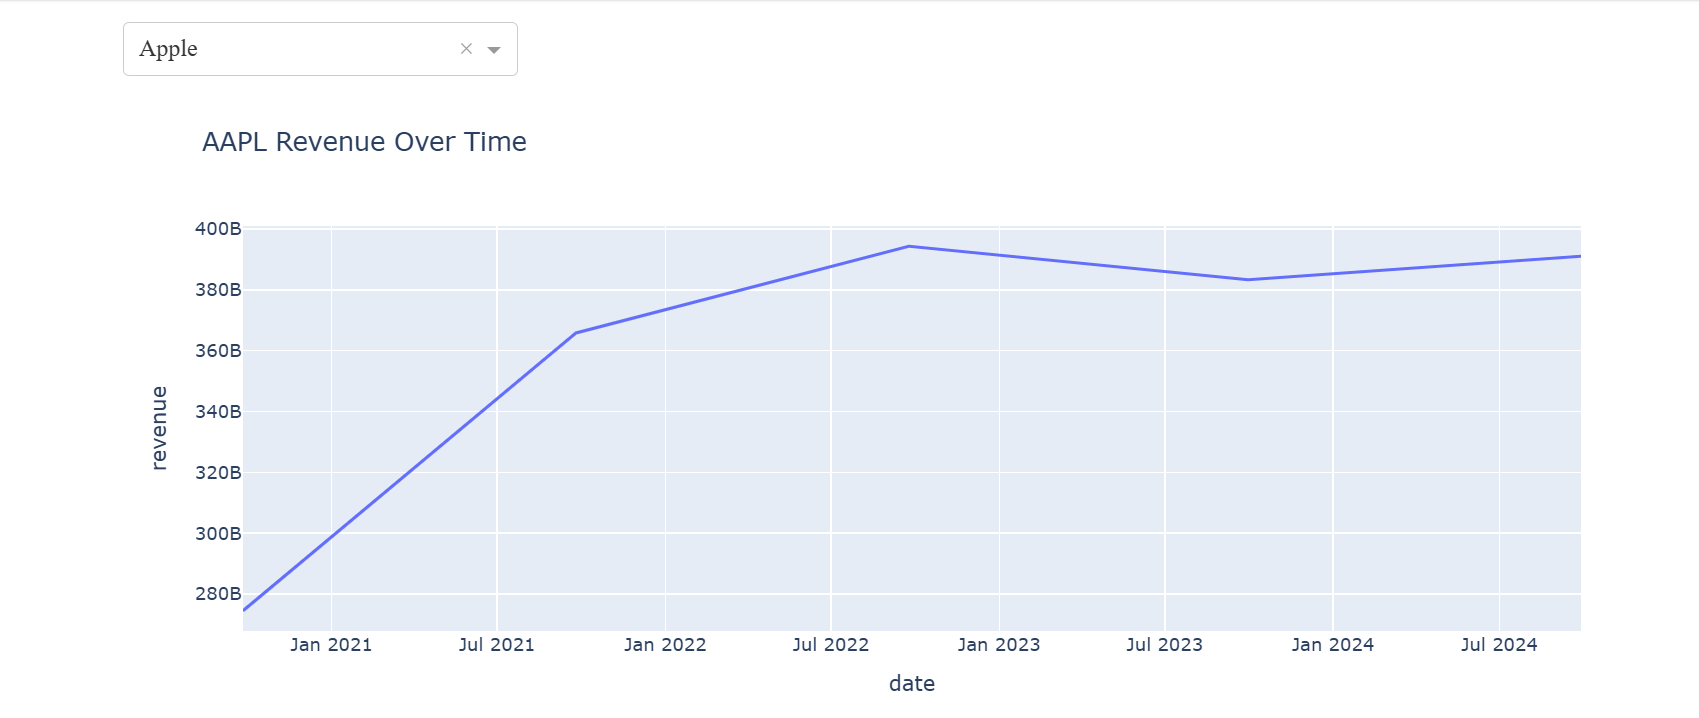 Apple
AAPL Revenue Over Time
400B
380B
360B
340B
320B
300B
280B
revenue
Jan 2021 Jul 2021 Jan 2022 Jul 2022 Jan 2023 Jul 2023 Jan 2024 Jul 2024
date